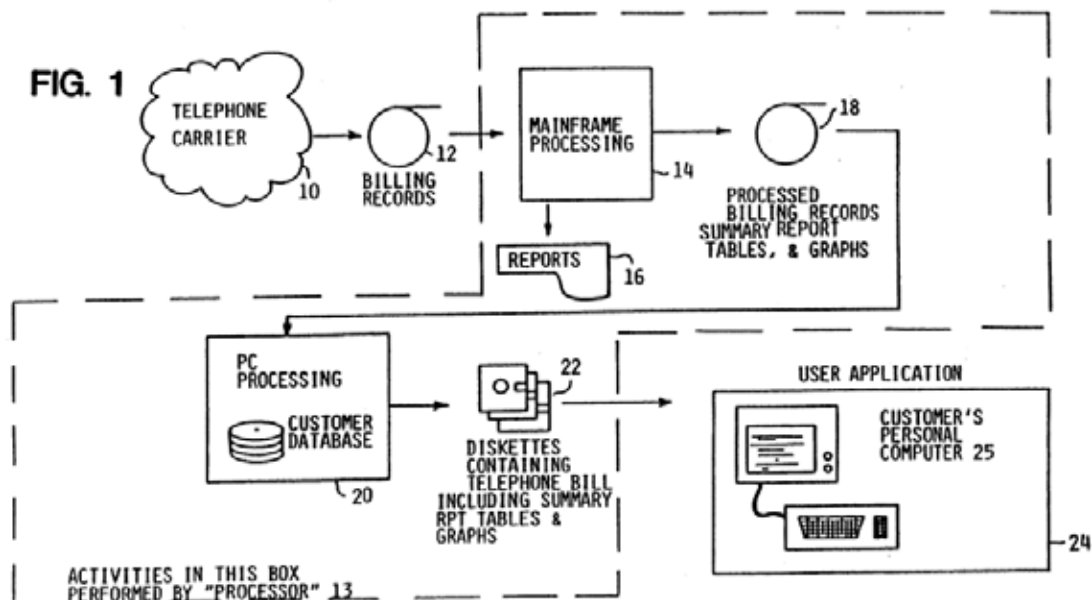 FIG. 1
TELEPHONE
CARRIER
10
12
BILLING
RECORDS
MAINFRAME
PROCESSING
14
REPORTS
16
18
PROCESSED
BILLING RECORDS
SUMMARY REPORT
TABLES, & GRAPHS
PC
PROCESSING
CUSTOMER
DATABASE
20
22
DISKETTES
CONTAINING
TELEPHONE BILL
INCLUDING SUMMARY
RPT TABLES &
GRAPHS
USER APPLICATION
CUSTOMER'S
PERSONAL
COMPUTER 25
24
ACTIVITIES IN THIS BOX
PERFORMED BY "PROCESSOR" 13